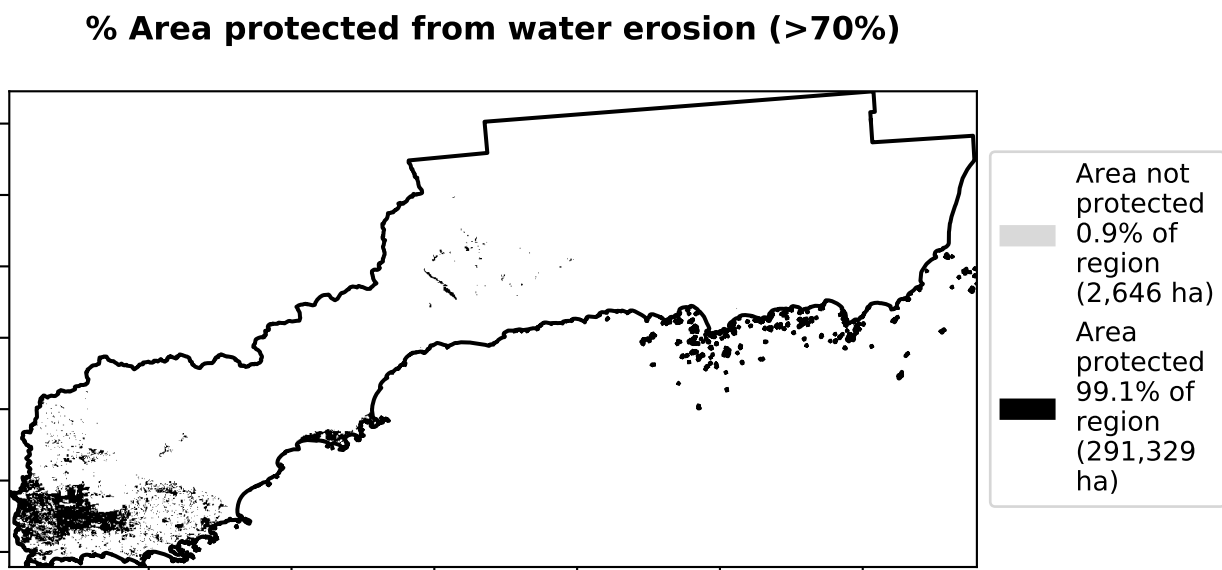 % Area protected from water erosion (>70%)
Area not
protected
0.9% of
region
(2,646 ha)
Area
protected
99.1% of
region
(291,329
ha)